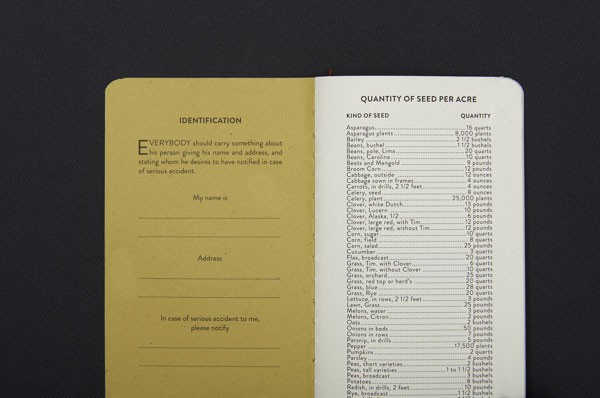 IDENTIFICATION
EVERYBODY should carry something about
his person giving his name and address, and
stating whom he desires to have notified in case
of serious accident.
My name is
Address
In case of serious accident to me,
please notify
QUANTITY OF SEED PER ACRE
KIND OF SEED QUANTITY
Asparagus 16 quarts
Asparagus plants 8,000 plants
Barley 2 1/2 bushels
Beans, bushel 1 1/2 bushels
Beans, pole, Lima 20 quarts
Beans, Carolina 10 quarts
Beets and Mangold 9 pounds
Broom Corn 12 pounds
Cabbage, outside 12 ounces
Cabbage sown in frames 4 ounces
Carrots, in drills, 2 1/2 feet 4 ounces
Celery, seed 8 ounces
Celery, plant 25,000 plants
Clover, white Dutch 13 pounds
Clover, Lucern 10 pounds
Clover, Alaska, 1/2 6 pounds
Clover, large red, with Tim. 12 pounds
Clover, large red, without Tim. 12 pounds
Corn, sugar 10 quarts
Corn, field 8 quarts
Corn, salad 25 pounds
Cucumber 3 quarts
Flax, broadcast 20 quarts
Grass, Tim. with Clover 6 quarts
Grass, Tim. without Clover 10 quarts
Grass, orchard 25 quarts
Grass, red top or herd's 20 quarts
Grass, blue 28 quarts
Grass, Rye 20 quarts
Lettuce, in rows, 2 1/2 feet 3 pounds
Lawn, Grass 25 pounds
Melons, water 3 pounds
Melons, Citron 2 pounds
Oats 2 bushels
Onions in beds 50 pounds
Onions in rows 7 pounds
Parsnip, in drills 5 pounds
Pepper 17,500 plants
Pumpkins 2 quarts
Parsley 4 pounds
Peas, short varieties 2 bushels
Peas, tall varieties 1 to 1 1/2 bushels
Peas, broadcast 3 bushels
Potatoes 8 bushels
Redish, in drills, 2 feet 10 pounds
Rye, broadcast 1 1/2 bushels